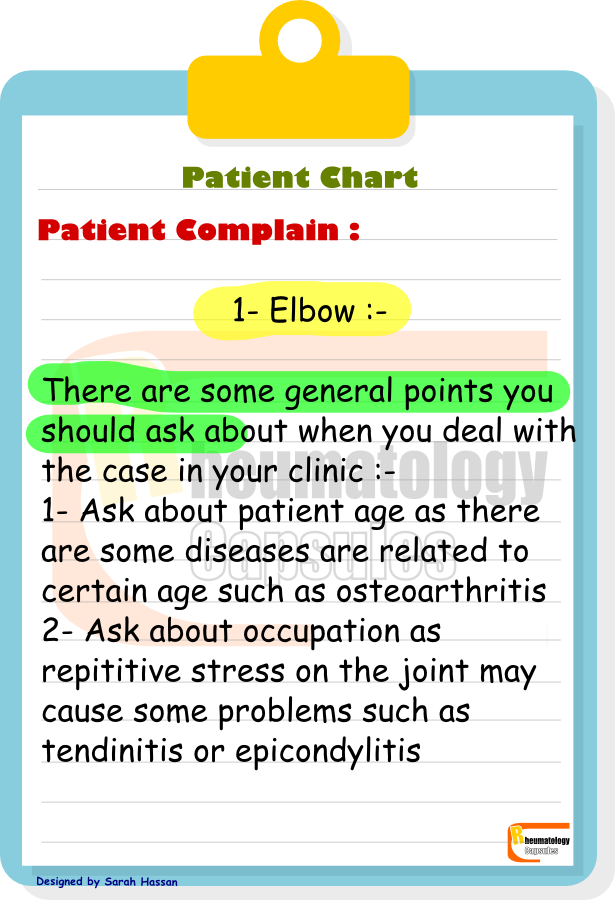 Patient Chart
Patient Complain :
1- Elbow :-
There are some general points you
should ask about when you deal with
the case in your clinic :-
1- Ask about patient age as there
are some diseases are related to
certain age such as osteoarthritis
2- Ask about occupation as
repititive stress on the joint may
cause some problems such as
tendinitis or epicondylitis
Rheumatology
Capsules
Rheumatology
Capsules
Designed by Sarah Hassan